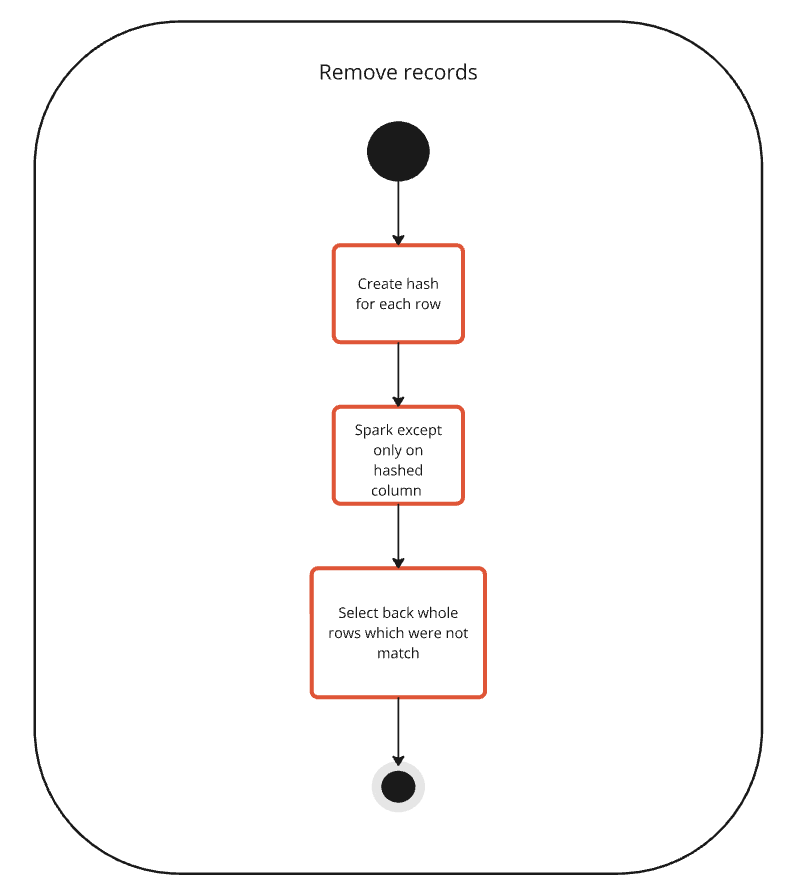 Remove records
Create hash
for each row
Spark except
only on
hashed
column
Select back whole
rows which were not
match